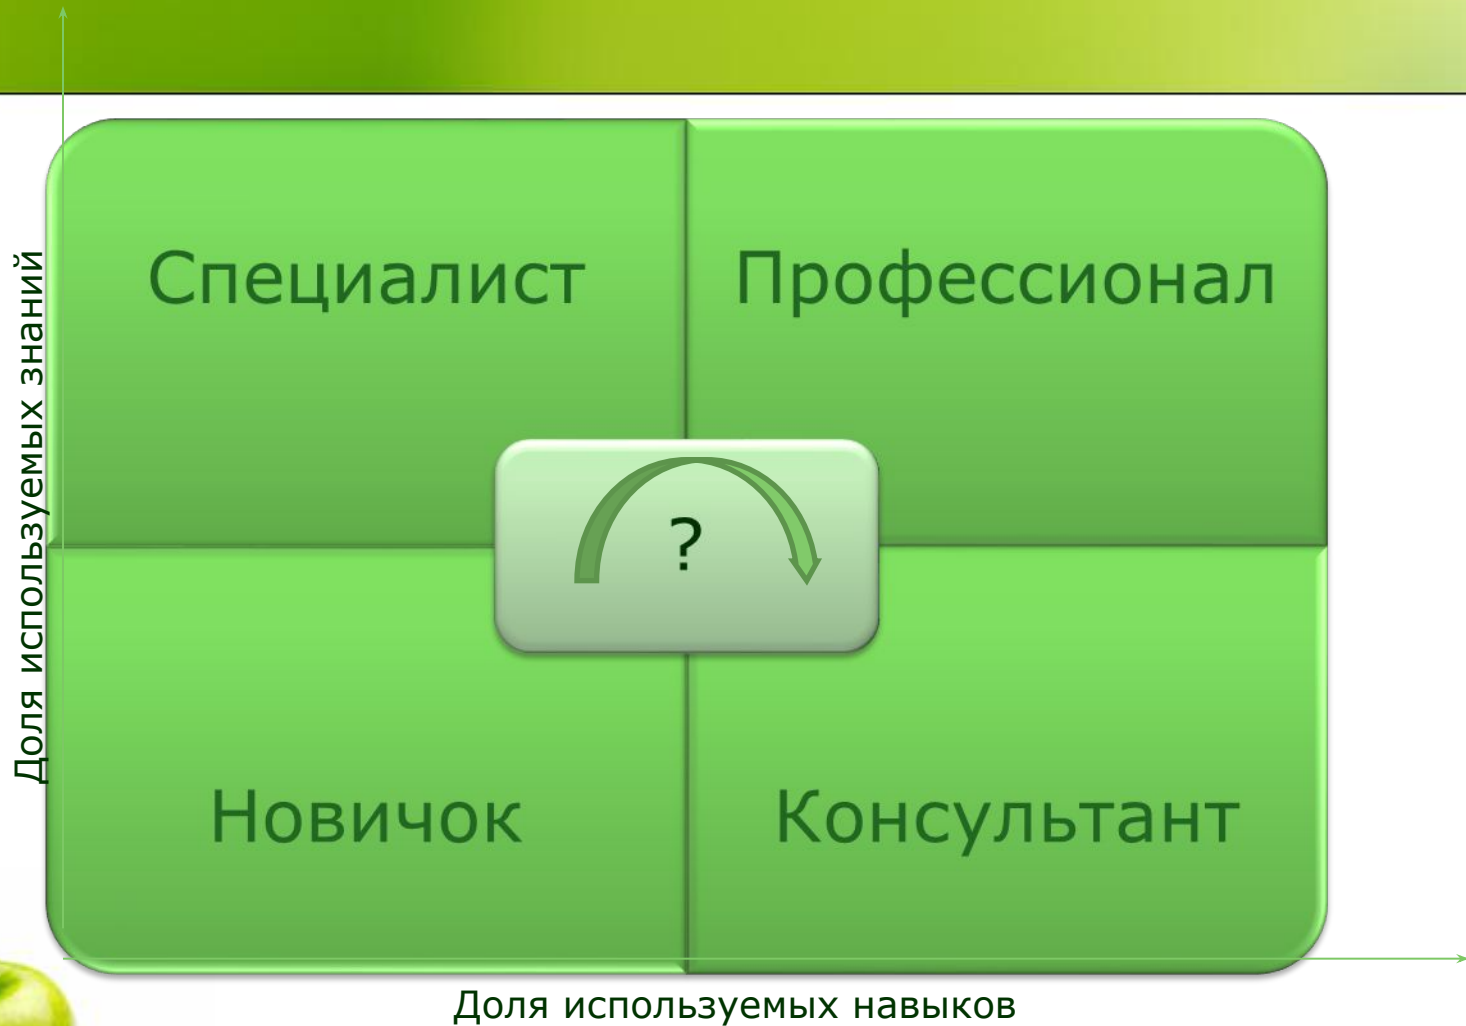 Доля используемых знаний
Специалист
Профессионал
?
Новичок
Консультант
Доля используемых навыков